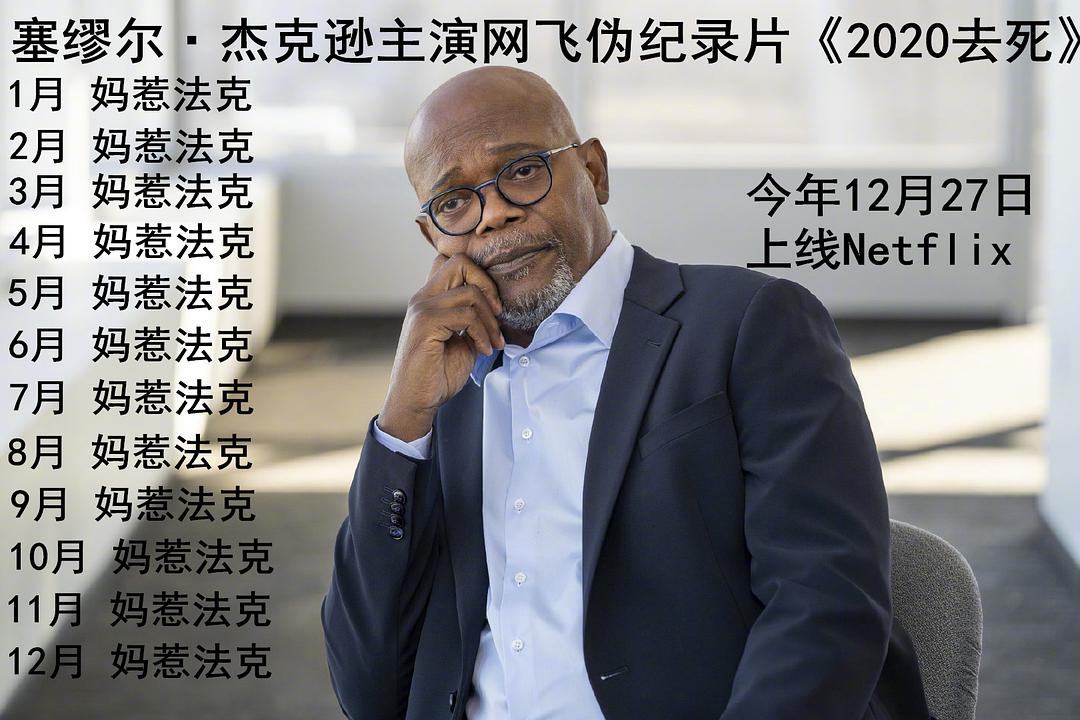 塞缪尔·杰克逊主演网飞伪纪录片《2020去死》
1月 妈惹法克
2月 妈惹法克
3月 妈惹法克
4月 妈惹法克
5月 妈惹法克
6月 妈惹法克
7月 妈惹法克
8月 妈惹法克
9月 妈惹法克
10月 妈惹法克
11月 妈惹法克
12月 妈惹法克
今年12月27日
上线Netflix